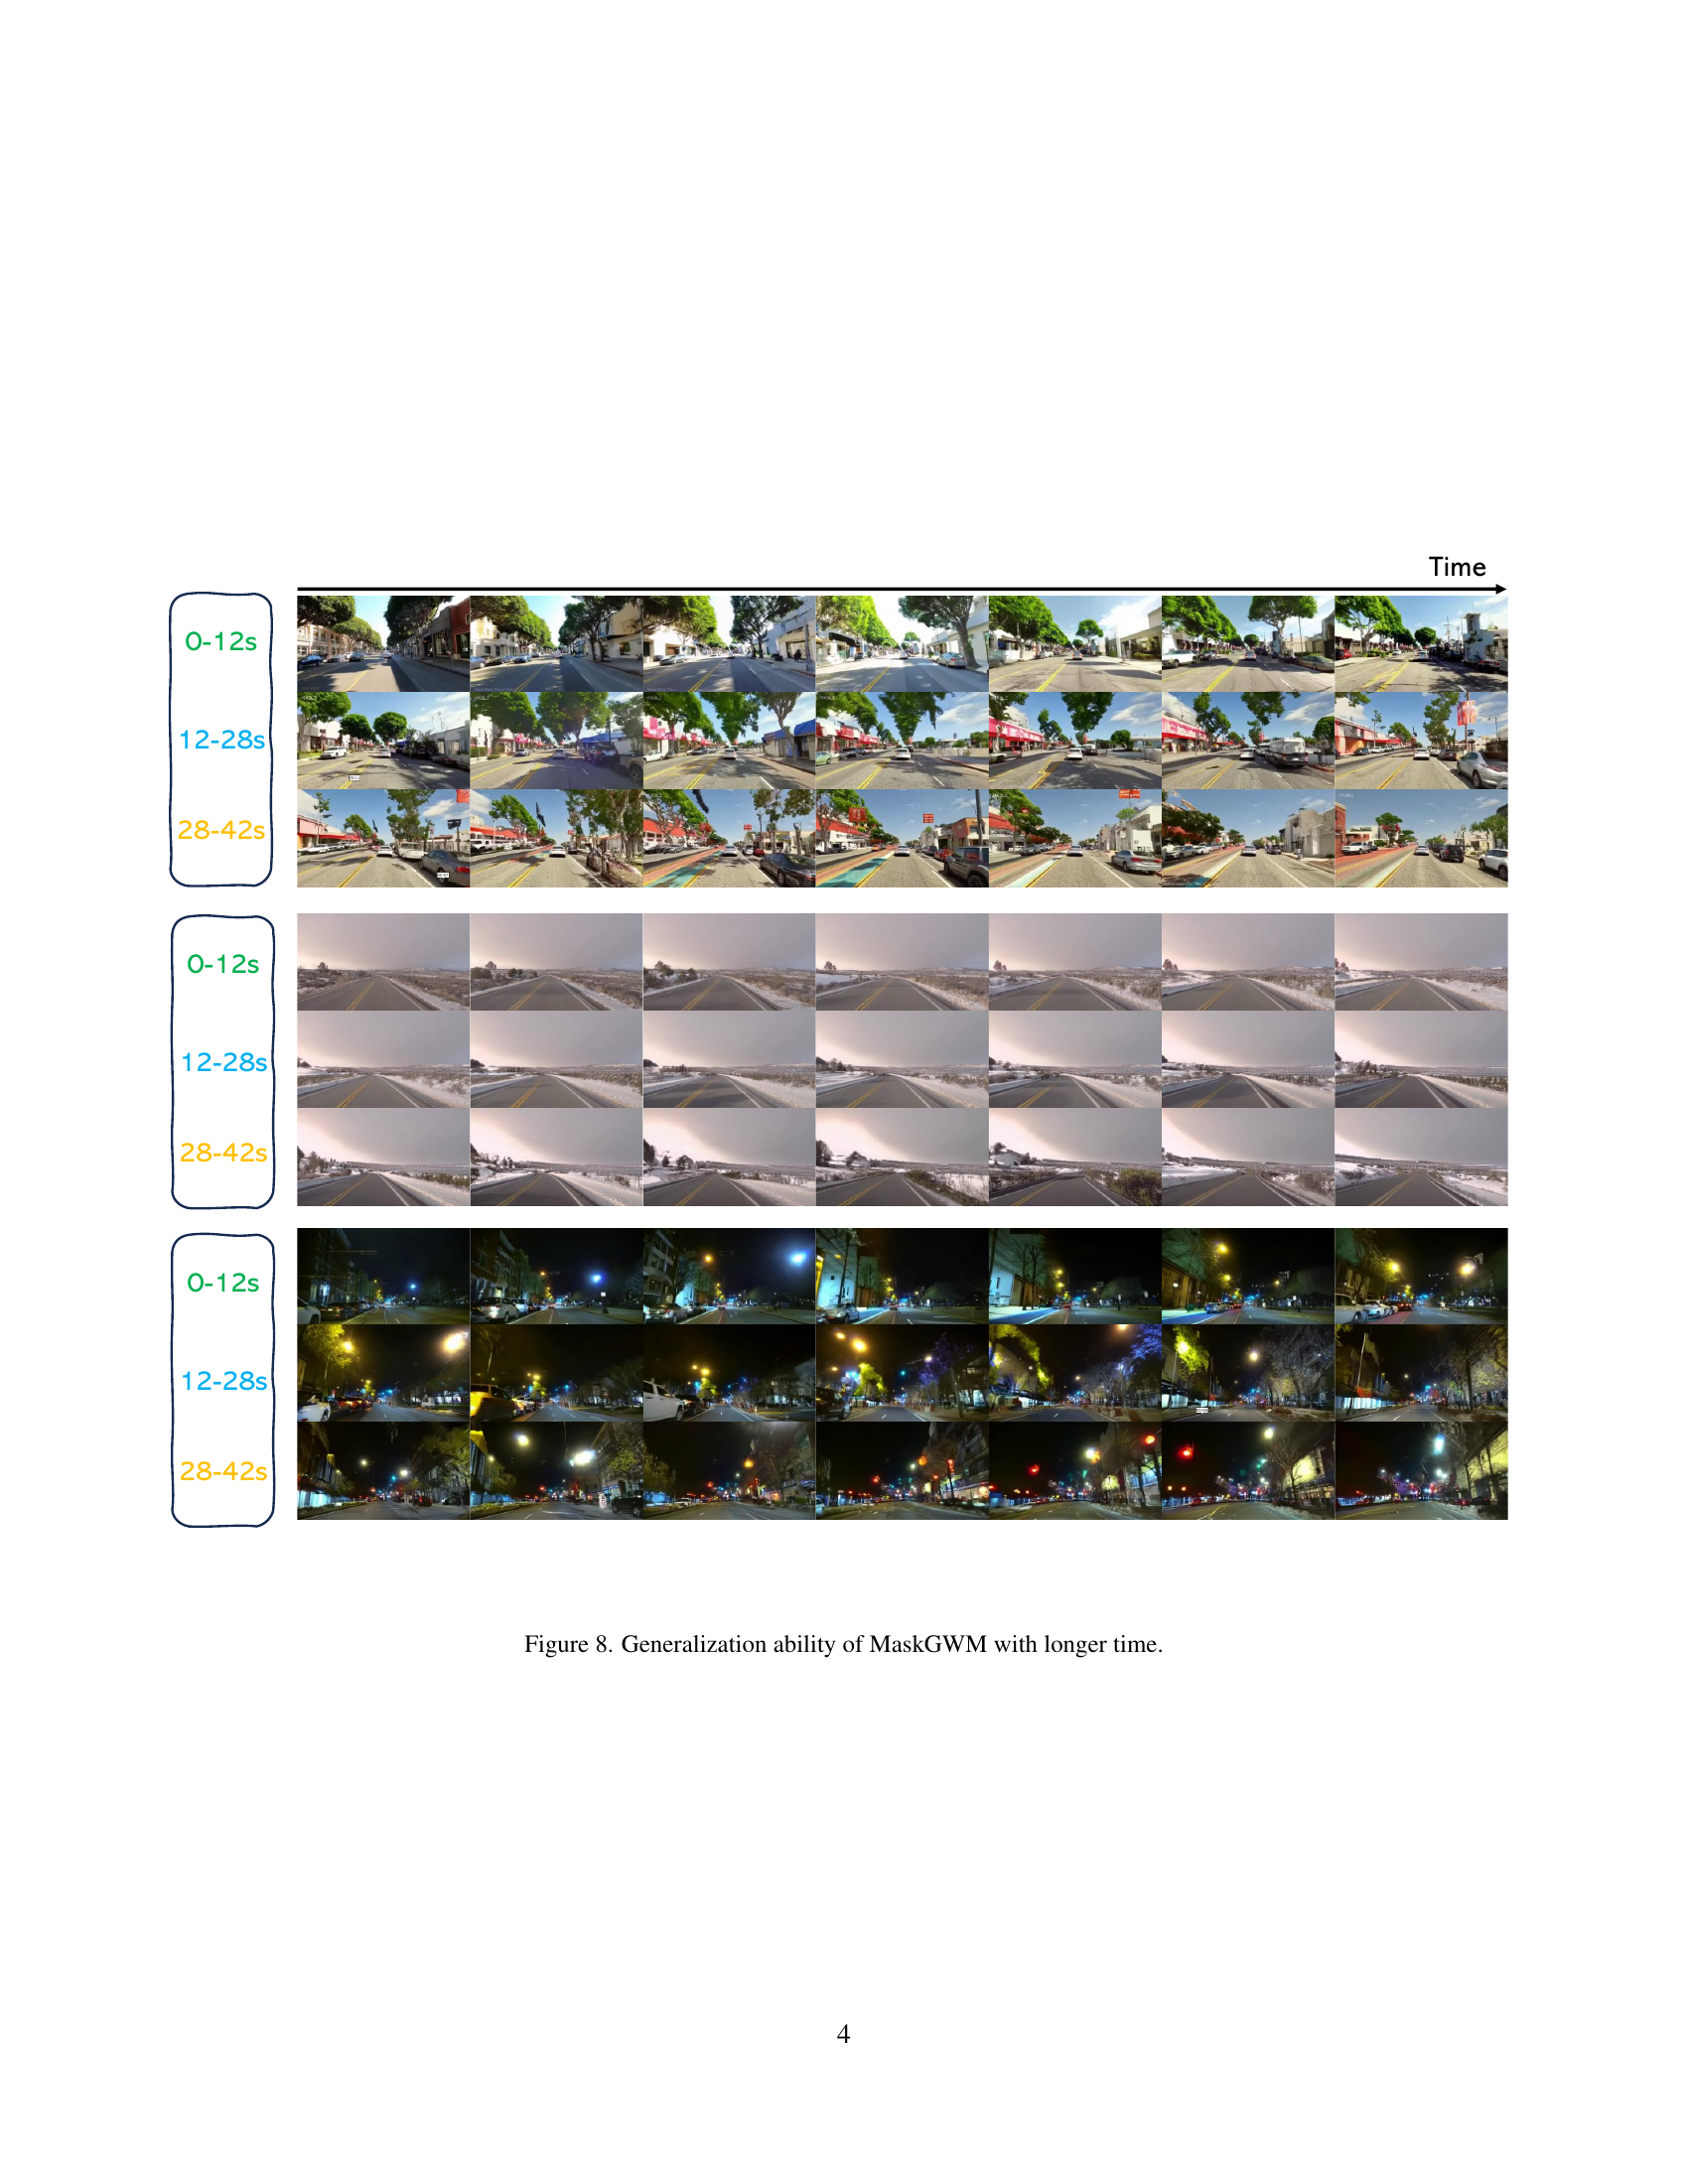 Time
0-12s
12-28s
28-42s
0-12s
12-28s
28-42s
0-12s
12-28s
28-42s
Figure 8. Generalization ability of MaskGWM with longer time.
4